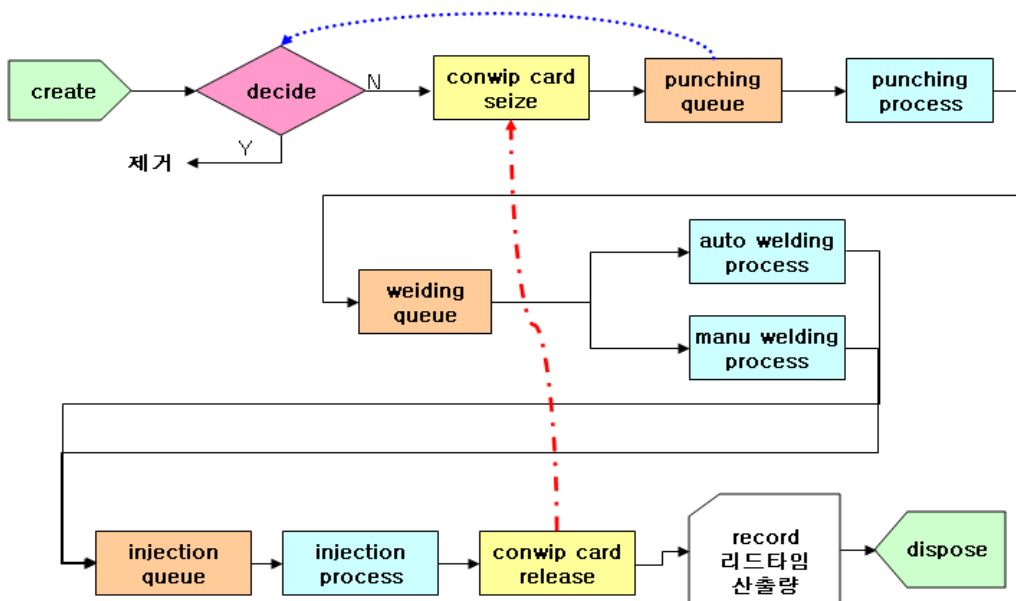 create
decide
N
Y
제거
conwip card
seize
punching
queue
punching
process
weiding
queue
auto welding
process
manu welding
process
injection
queue
injection
process
conwip card
release
record
리드타임
산출량
dispose